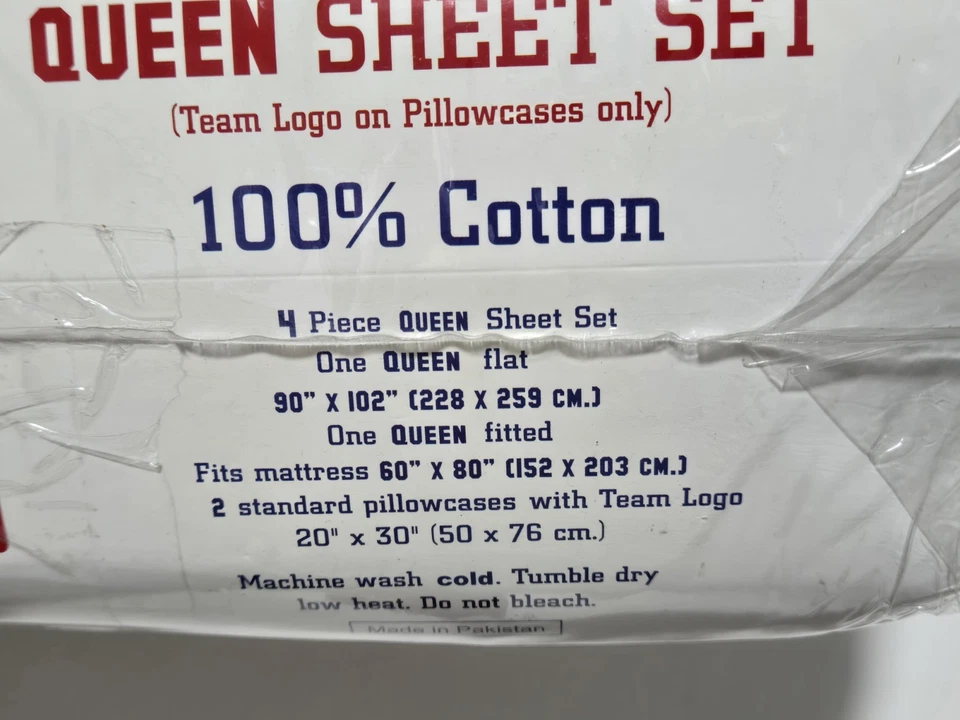 QUEEN SHEET SET
(Team Logo on Pillowcases only)
100% Cotton
4 Piece QUEEN Sheet Set
One QUEEN flat
90" X 102" (228 X 259 CM.)
One QUEEN fitted
Fits mattress 60" X 80" (152 X 203 CM.)
2 standard pillowcases with Team Logo
20" x 30" (50 x 76 cm.)
Machine wash cold. Tumble dry
low heat. Do not bleach.
Made in Pakistan